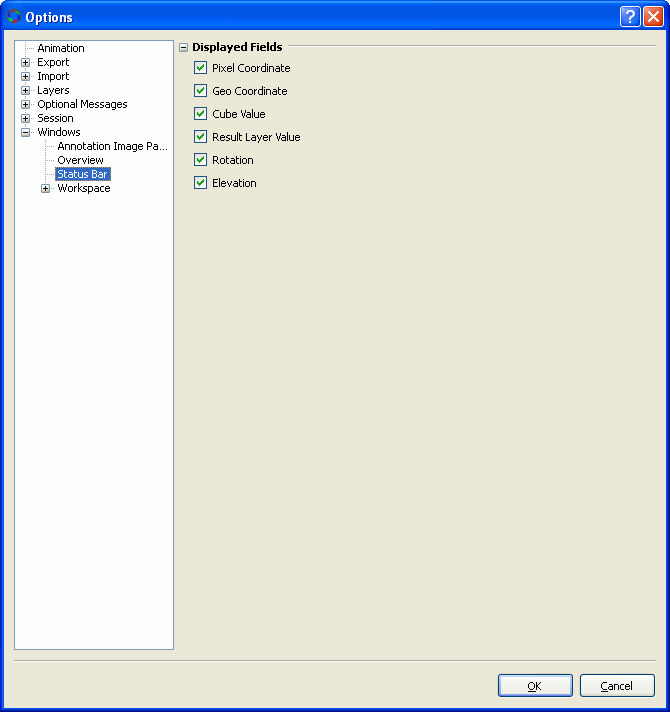 Options
Animation
Export
Import
Layers
Optional Messages
Session
Windows
Annotation Image Pa...
Overview
Status Bar
Workspace
Displayed Fields
Pixel Coordinate
Geo Coordinate
Cube Value
Result Layer Value
Rotation
Elevation
OK
Cancel